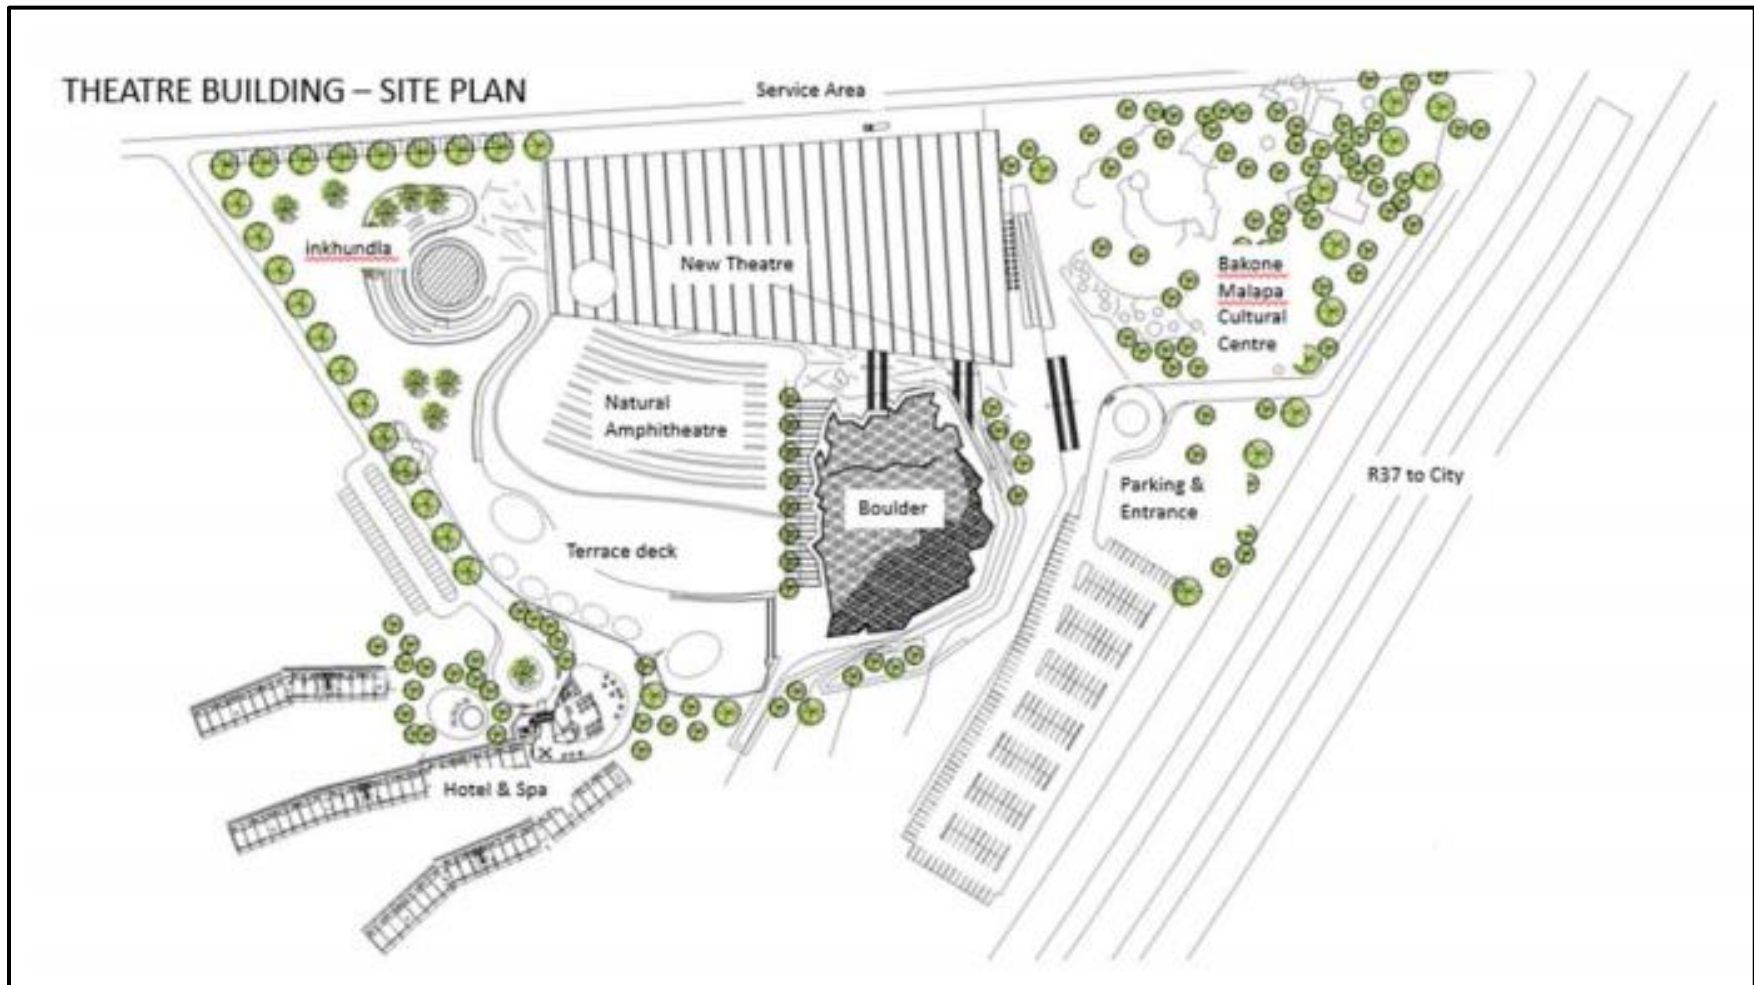 THEATRE BUILDING – SITE PLAN
Service Area
inkhundla
New Theatre
Bakone
Malapa
Cultural
Centre
Natural
Amphitheatre
R37 to City
Parking &
Entrance
Boulder
Terrace deck
Hotel & Spa